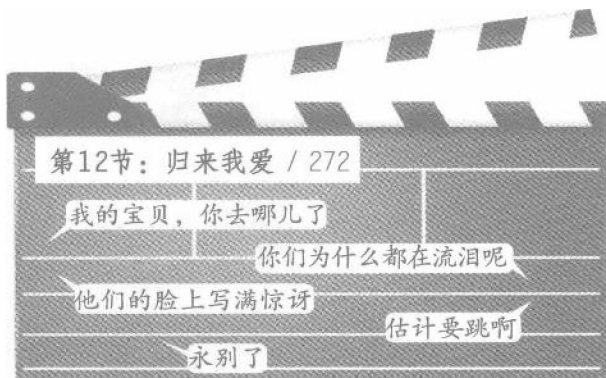 第12节：归来我爱 / 272
我的宝贝，你去哪儿了
你们为什么都在流泪呢
他们的脸上写满惊讶
估计要跳啊
永别了